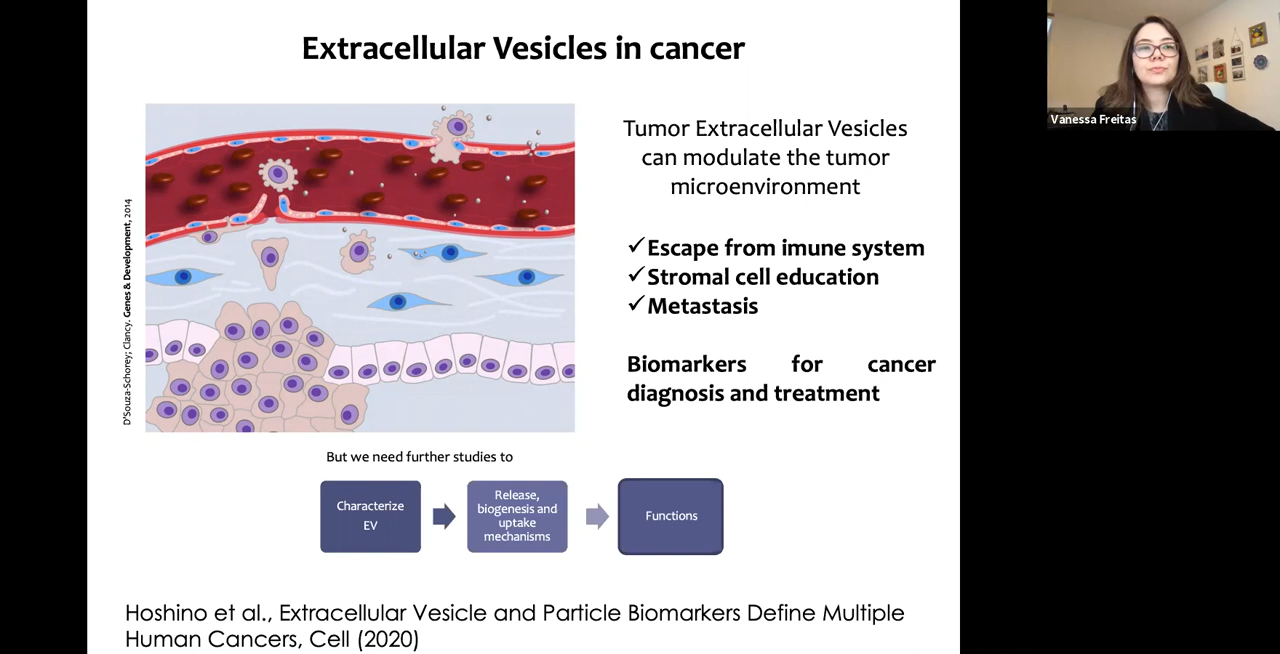 Extracellular Vesicles in cancer
Vanessa Freitas
D'Souza-Schorey; Clancy. Genes & Development, 2014
Tumor Extracellular Vesicles
can modulate the tumor
microenvironment
✓Escape from imune system
✓Stromal cell education
✓Metastasis
Biomarkers for cancer
diagnosis and treatment
But we need further studies to
Characterize
EV
Release,
biogenesis and
uptake
mechanisms
Functions
Hoshino et al., Extracellular Vesicle and Particle Biomarkers Define Multiple
Human Cancers, Cell (2020)